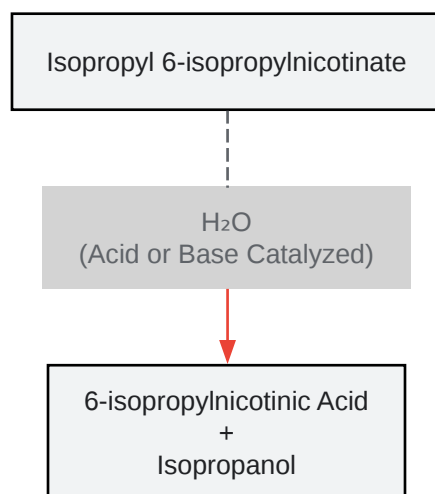 Isopropyl 6-isopropylnicotinate
H₂O
(Acid or Base Catalyzed)
6-isopropylnicotinic Acid
+
Isopropanol